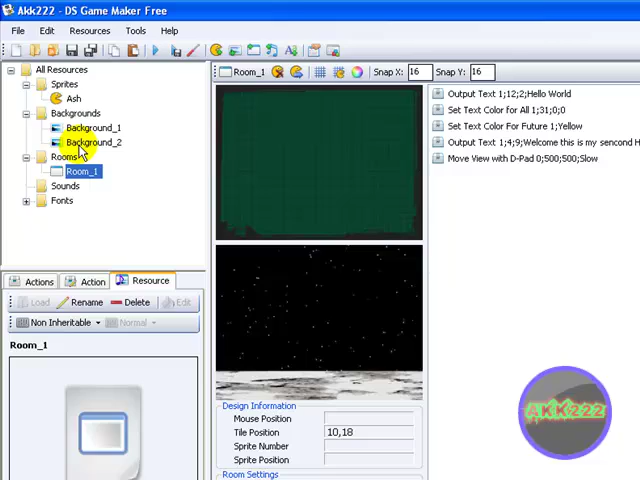 Akk222 - DS Game Maker Free
File Edit Resources Tools Help
All Resources
Sprites
Ash
Backgrounds
Background_1
Background_2
Rooms
Room_1
Sounds
Fonts
Room_1 Snap X: 16 Snap Y: 16
Output Text 1;12;2;Hello World
Set Text Color for All 1;31;0;0
Set Text Color For Future 1;Yellow
Output Text 1;4;9;Welcome this my sencond H
Move View with D-Pad 0;500;500;Slow
Actions Action Resource
Load Rename Delete Edit
Non Inheritable Normal
Room_1
Design Information
Mouse Position
Tile Position 10,18
Sprite Number
Sprite Position
Room Settings
AKK222